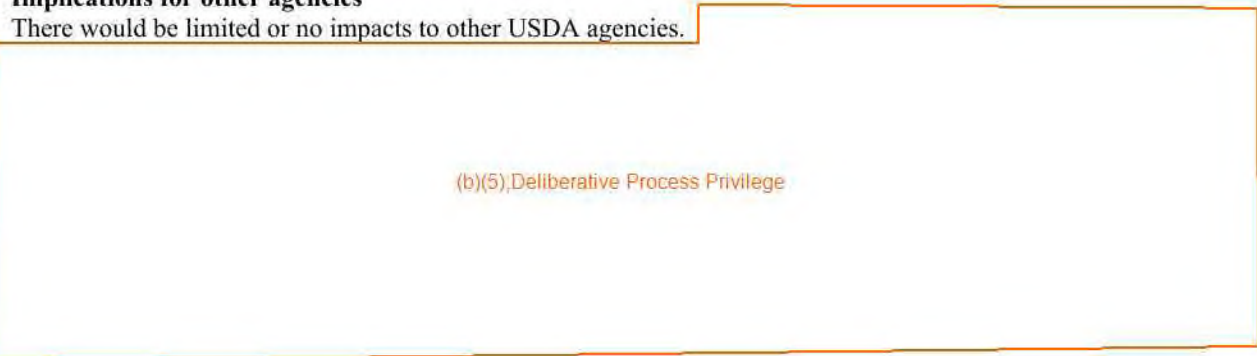 Implications for other agencies
There would be limited or no impacts to other USDA agencies.
(b)(5);Deliberative Process Privilege